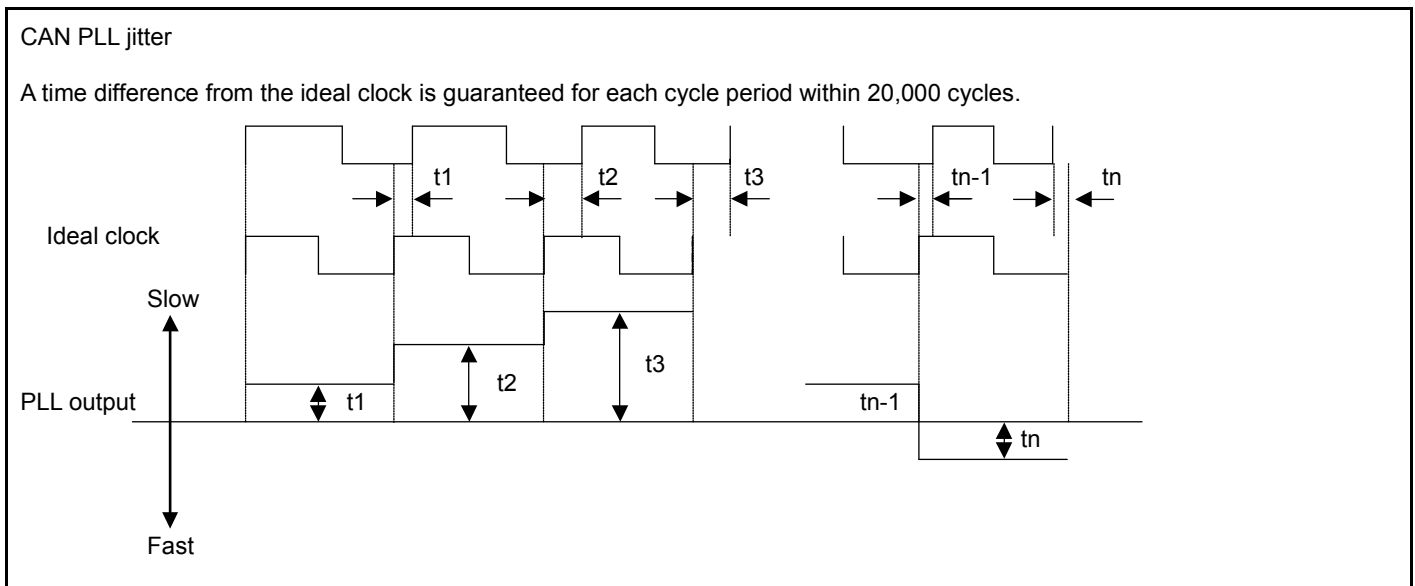 CAN PLL jitter
A time difference from the ideal clock is guaranteed for each cycle period within 20,000 cycles.
t1 t2 t3 tn-1 tn
Ideal clock
Slow
t3
t2
PLL output t1 tn-1
tn
Fast